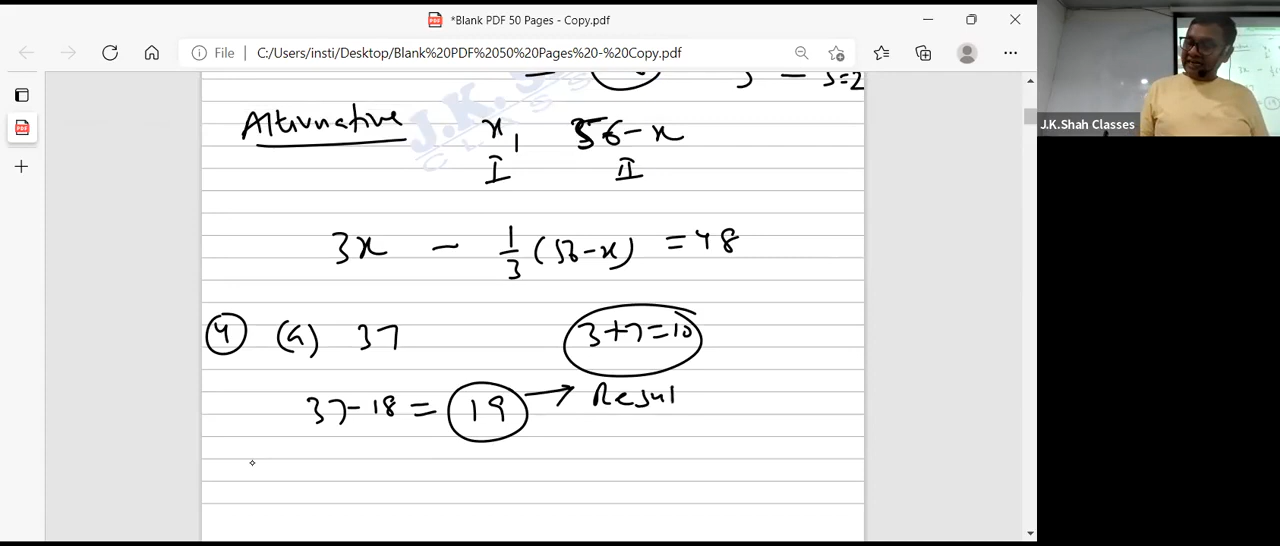 *Blank PDF 50 Pages - Copy.pdf
File | C:/Users/insti/Desktop/Blank%20PDF%2050%20Pages%20-%20Copy.pdf
Altirnative x, 56-x
I II
3x - 1/3 (56-x) = 48
4 (a) 37 3+7=10
37-18 = 19 → Resul
J.K.Shah Classes